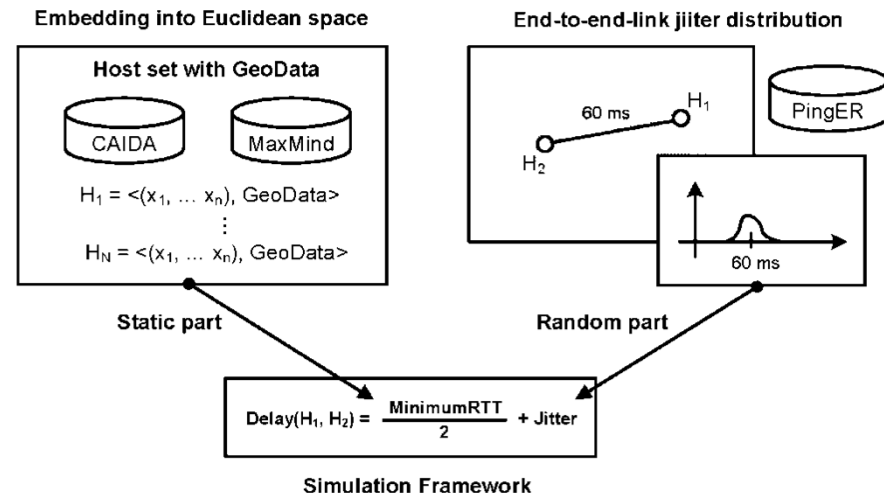 Embedding into Euclidean space
Host set with GeoData
CAIDA
MaxMind
H₁ = <(x₁, ... xₙ), GeoData>
⋮
H_N = <(x₁, ... xₙ), GeoData>
Static part
End-to-end-link jiiter distribution
60 ms
H₁
H₂
PingER
60 ms
Random part
Delay(H₁, H₂) = MinimumRTT / 2 + Jitter
Simulation Framework